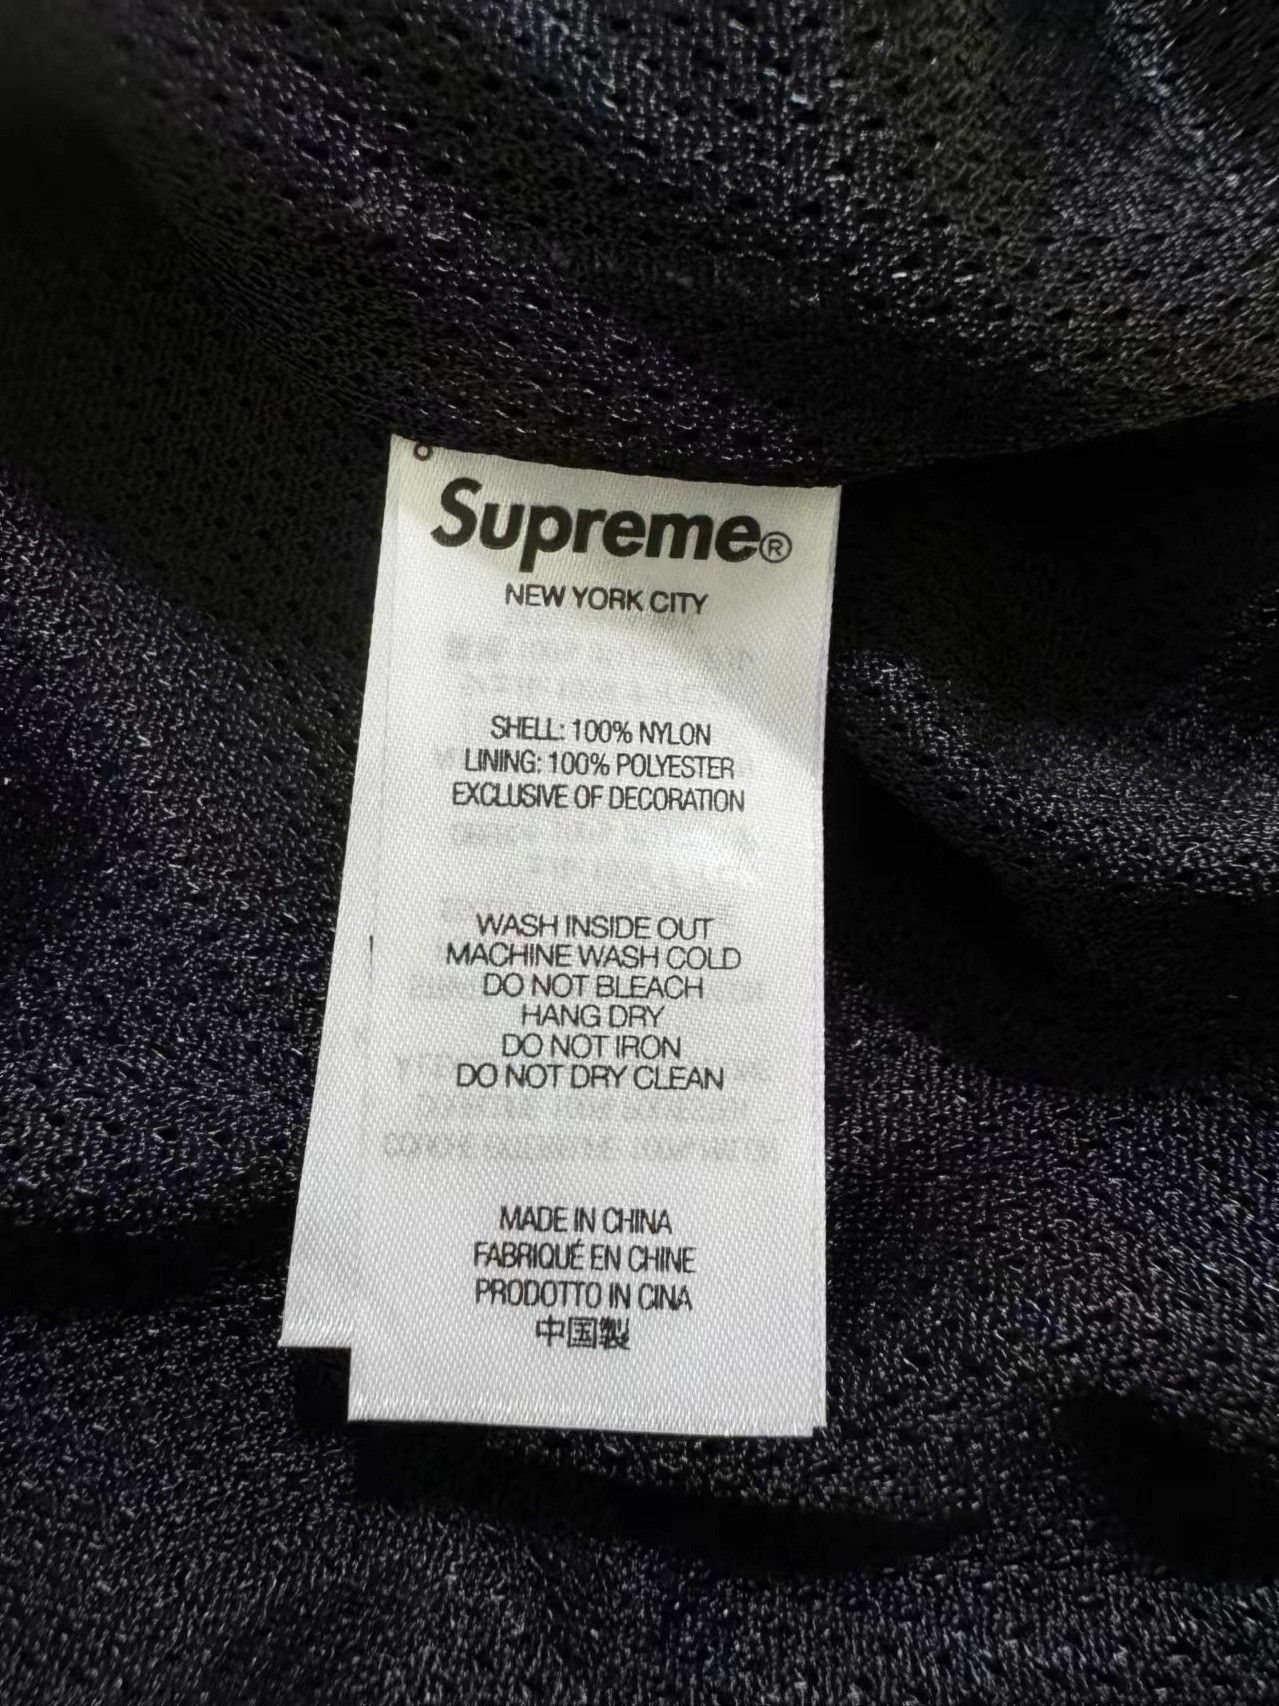 Supreme®
NEW YORK CITY
SHELL: 100% NYLON
LINING: 100% POLYESTER
EXCLUSIVE OF DECORATION
WASH INSIDE OUT
MACHINE WASH COLD
DO NOT BLEACH
HANG DRY
DO NOT IRON
DO NOT DRY CLEAN
MADE IN CHINA
FABRIQUÉ EN CHINE
PRODOTTO IN CINA
中国製